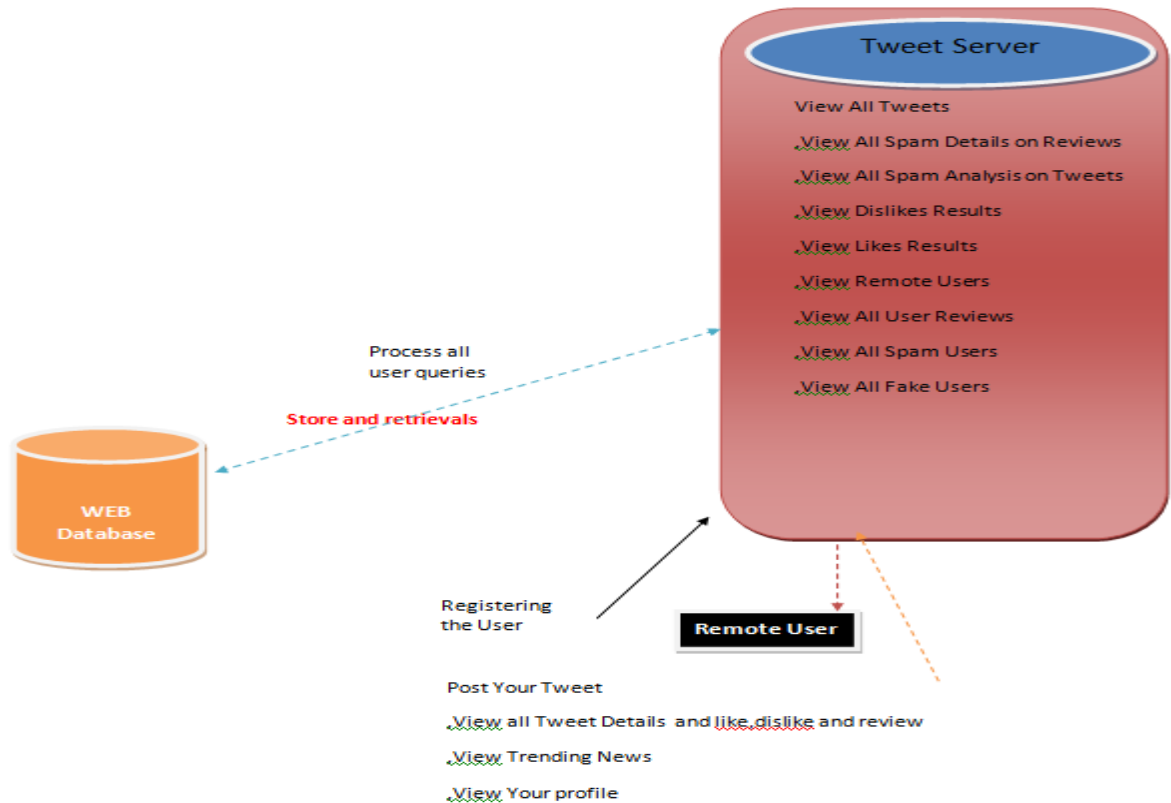 Tweet Server
View All Tweets
,View All Spam Details on Reviews
,View All Spam Analysis on Tweets
,View Dislikes Results
,View Likes Results
,View Remote Users
,View All User Reviews
,View All Spam Users
,View All Fake Users
Process all
user queries
Store and retrievals
WEB
Database
Registering
the User
Remote User
Post Your Tweet
,View all Tweet Details and like,dislike and review
,View Trending News
,View Your profile